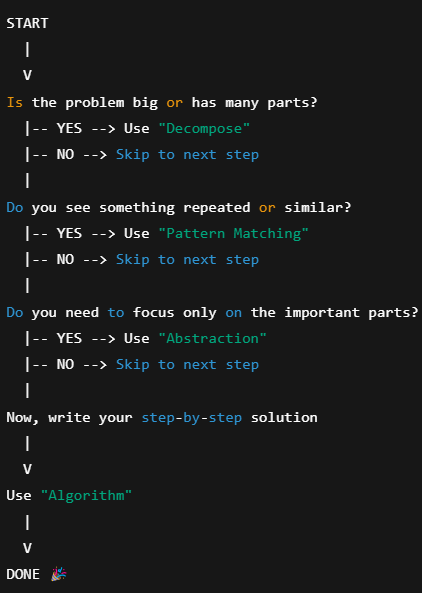 START
|
V
Is the problem big or has many parts?
|-- YES --> Use "Decompose"
|-- NO --> Skip to next step
|
Do you see something repeated or similar?
|-- YES --> Use "Pattern Matching"
|-- NO --> Skip to next step
|
Do you need to focus only on the important parts?
|-- YES --> Use "Abstraction"
|-- NO --> Skip to next step
|
Now, write your step-by-step solution
|
V
Use "Algorithm"
|
V
DONE 🎉